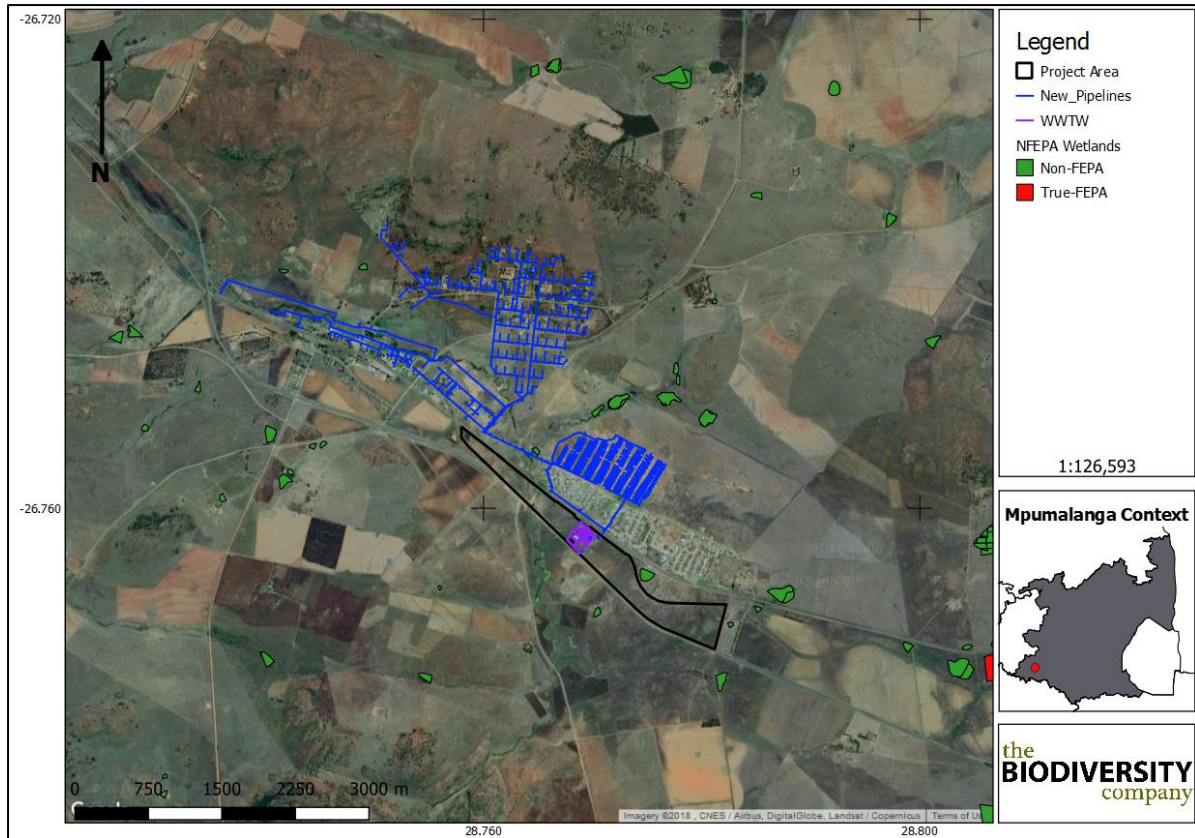 -26.720
N
-26.760
0 750 1500 2250 3000 m
Imagery ©2018 , CNES / Airbus, DigitalGlobe, Landsat / Copernicus | Terms of Us
28.760
28.800
Legend
Project Area
New_Pipelines
WWTW
NFEPA Wetlands
Non-FEPA
True-FEPA
1:126,593
Mpumalanga Context
the
BIODIVERSITY
company